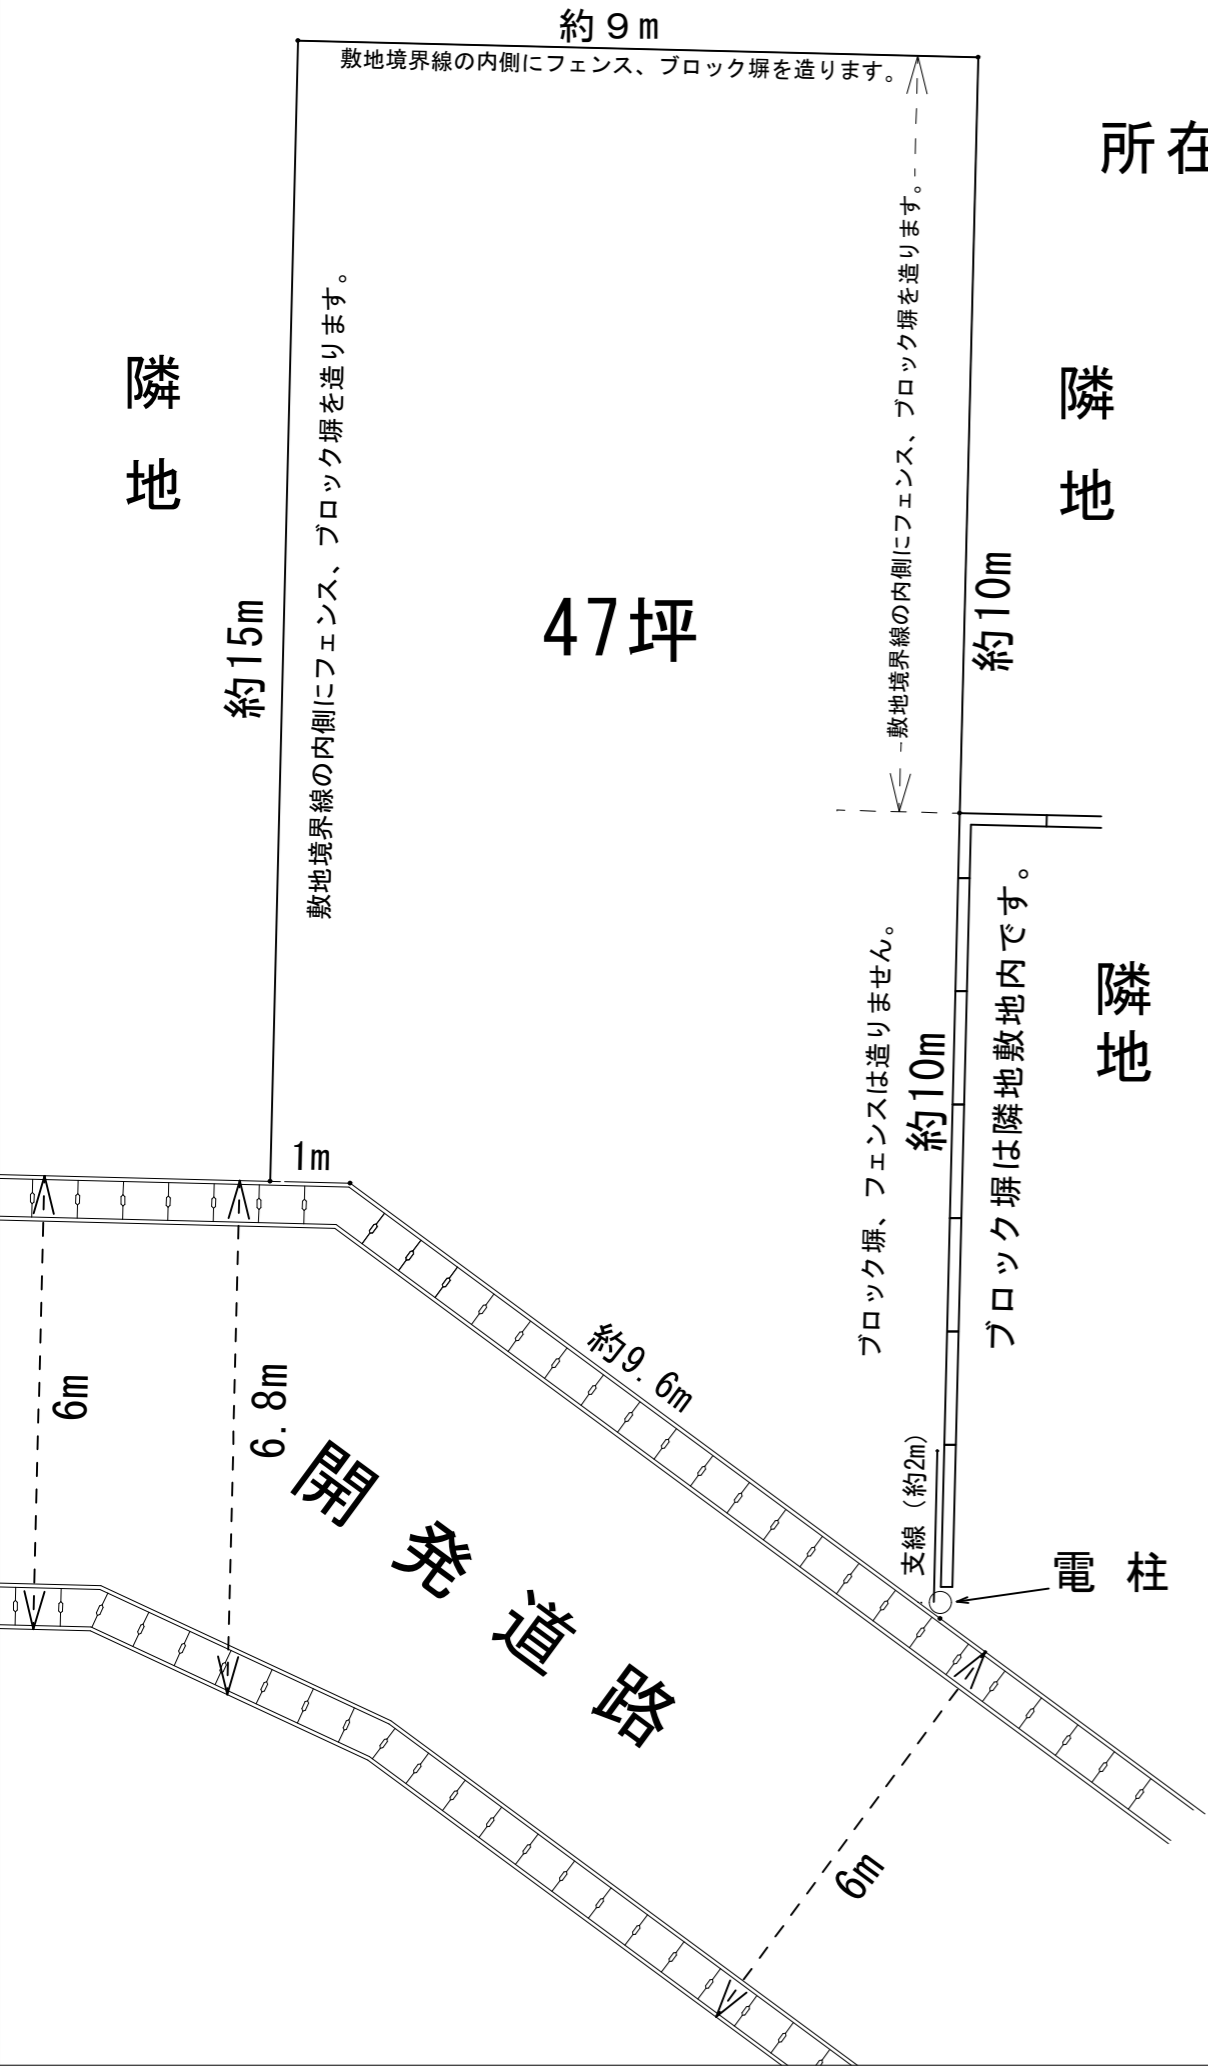 約９ｍ
敷地境界線の内側にフェンス、ブロック塀を造ります。
所在
隣地
敷地境界線の内側にフェンス、ブロック塀を造ります。
約15m
47坪
敷地境界線の内側にフェンス、ブロック塀を造ります。
約10m
隣地
ブロック塀、フェンスは造りません。
約10m
ブロック塀は隣地敷地内です。
隣地
1m
6m
6.8m
約9.6m
開発道路
支線（約2m）
電柱
6m